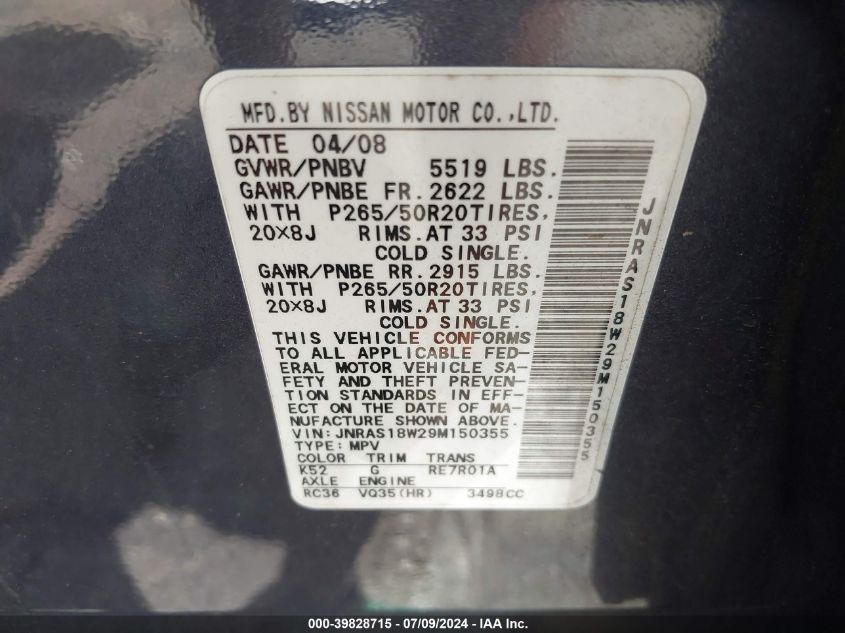 MFD.BY NISSAN MOTOR CO.,LTD.
DATE 04/08
GVWR/PNBV 5519 LBS.
GAWR/PNBE FR. 2622 LBS.
WITH P265/50R20TIRES,
20×8J RIMS.AT 33 PSI
COLD SINGLE.
GAWR/PNBE RR. 2915 LBS.
WITH P265/50R20TIRES,
20×8J RIMS.AT 33 PSI
COLD SINGLE.
THIS VEHICLE CONFORMS
TO ALL APPLICABLE FED-
ERAL MOTOR VEHICLE SA-
FETY AND THEFT PREVEN-
TION STANDARDS IN EFF-
ECT ON THE DATE OF MA-
NUFACTURE SHOWN ABOVE.
VIN: JNRAS18W29M150355
TYPE: MPV
COLOR TRIM TRANS
K52 G RE7R01A
AXLE ENGINE
RC36 VQ35(HR) 3498CC
JNRAS18W29M150355
000-39828715 - 07/09/2024 - IAA Inc.